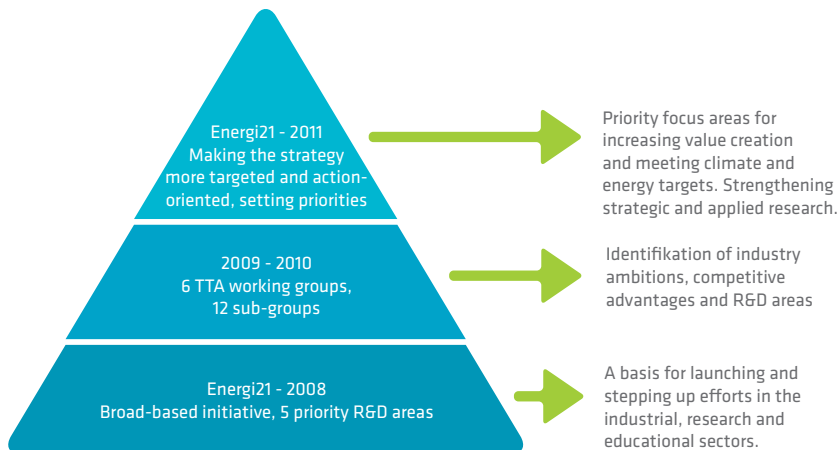 Energi21 - 2011
Making the strategy
more targeted and action-
oriented, setting priorities
Priority focus areas for
increasing value creation
and meeting climate and
energy targets. Strengthening
strategic and applied research.
2009 - 2010
6 TTA working groups,
12 sub-groups
Identifikation of industry
ambitions, competitive
advantages and R&D areas
Energi21 - 2008
Broad-based initiative, 5 priority R&D areas
A basis for launching and
stepping up efforts in the
industrial, research and
educational sectors.